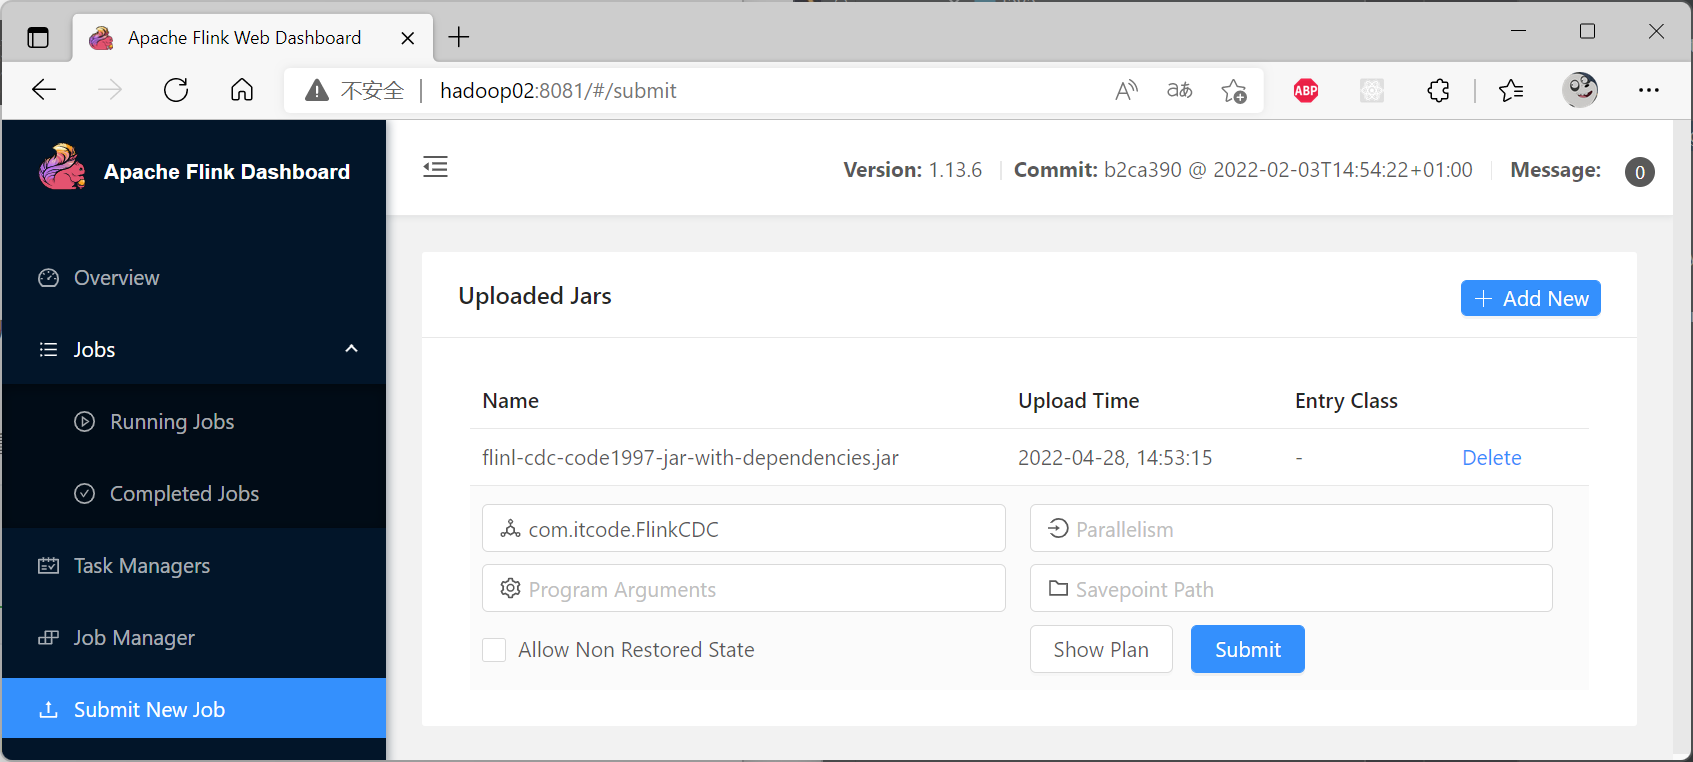 Apache Flink Web Dashboard
不安全 hadoop02:8081/#/submit aあ ABP
Apache Flink Dashboard
Version: 1.13.6 Commit: b2ca390 @ 2022-02-03T14:54:22+01:00 Message: 0
Overview
Uploaded Jars
Add New
Jobs
Name Upload Time Entry Class
Running Jobs
flinl-cdc-code1997-jar-with-dependencies.jar 2022-04-28, 14:53:15 - Delete
Completed Jobs
com.itcode.FlinkCDC Parallelism
Task Managers
Program Arguments Savepoint Path
Job Manager
Allow Non Restored State Show Plan Submit
Submit New Job